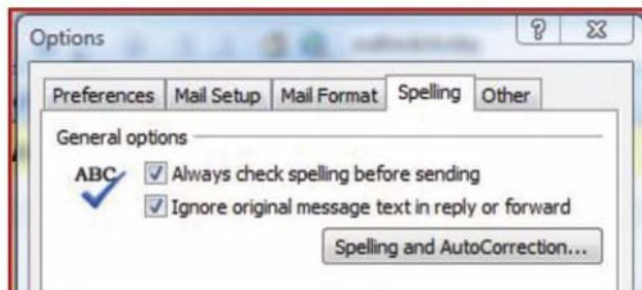 Options
Preferences Mail Setup Mail Format Spelling Other
General options
ABC Always check spelling before sending
Ignore original message text in reply or forward
Spelling and AutoCorrection...